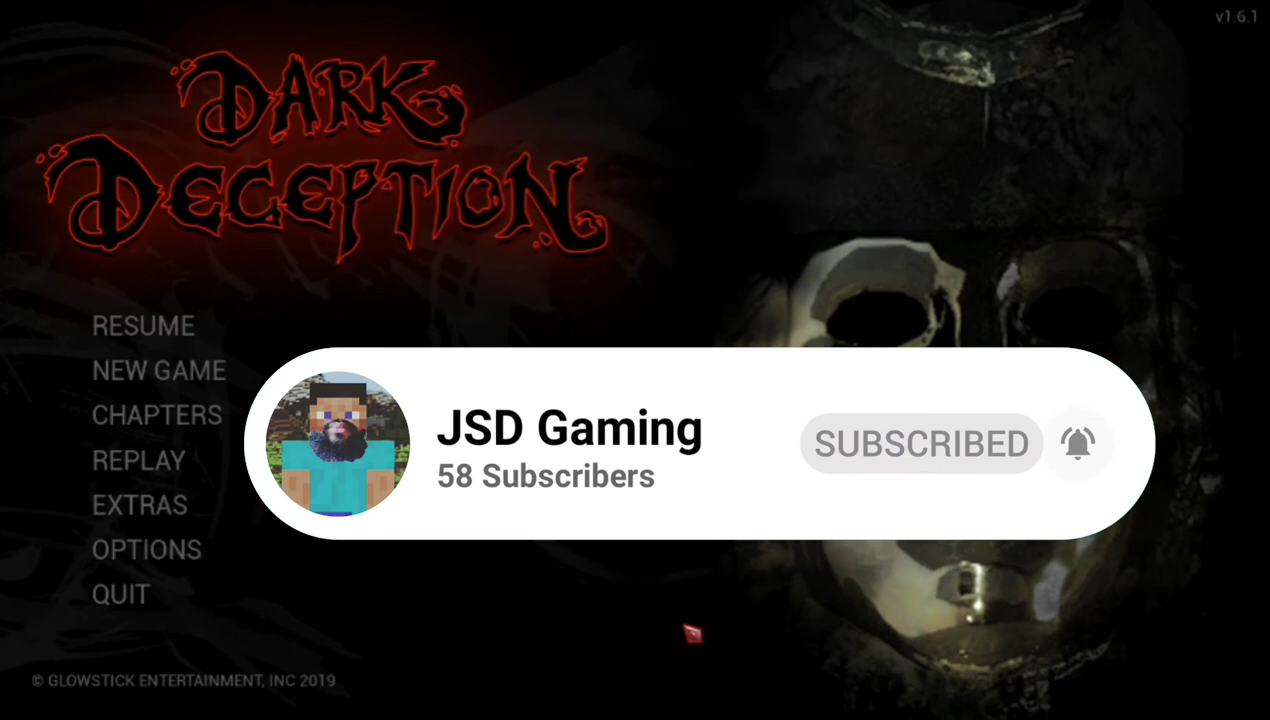 v1.6.1
DARK
DECEPTION
RESUME
NEW GAME
CHAPTERS
REPLAY
EXTRAS
OPTIONS
QUIT
JSD Gaming
58 Subscribers
SUBSCRIBED
© GLOWSTICK ENTERTAINMENT, INC 2019